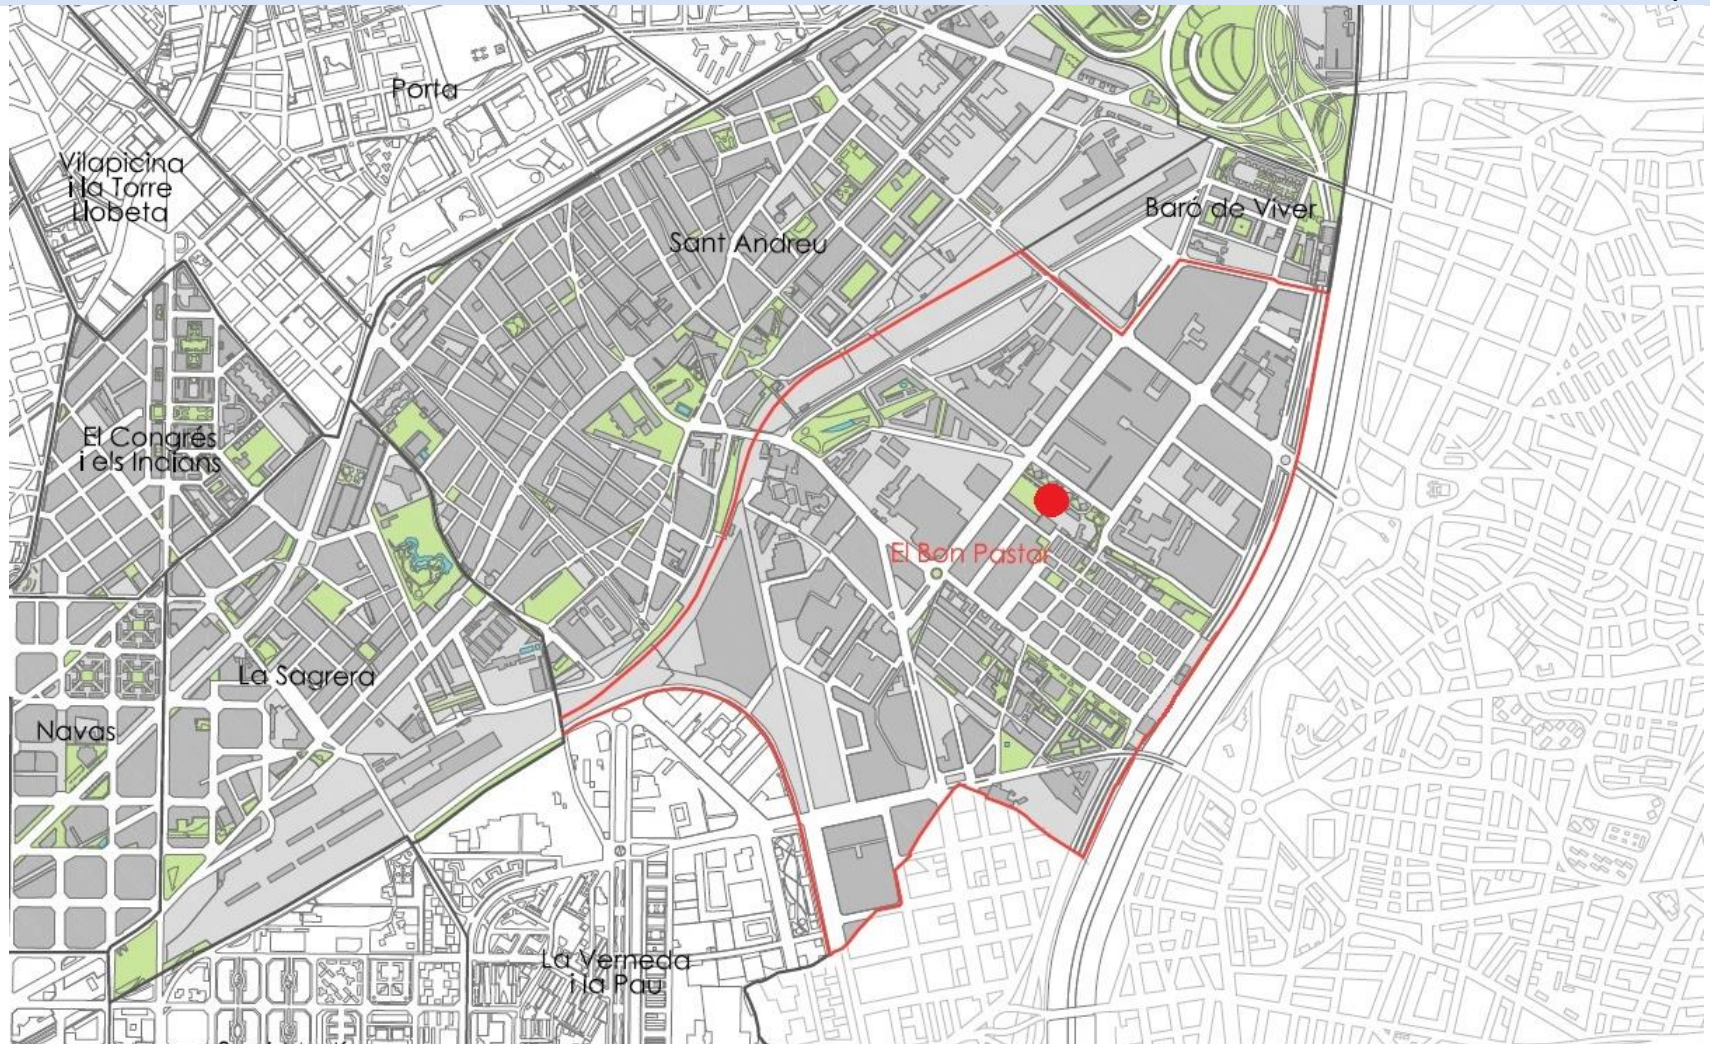 Porta
Vilapicina
i la Torre
Llobeta
Baró de Viver
Sant Andreu
El Congrés
i els Indians
El Bon Pastor
La Sagrera
Navas
La Verneda
i la Pau